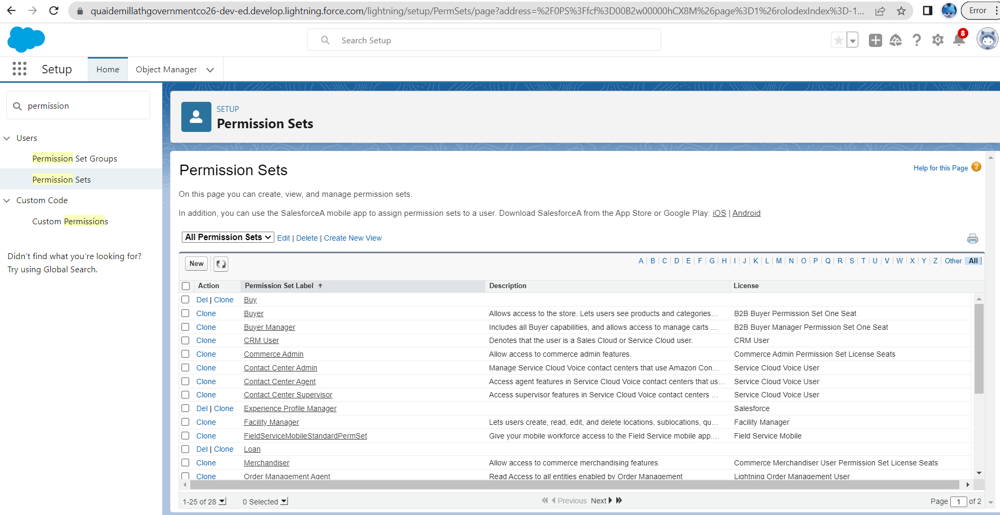 quaidemillathgovernmentco26-dev-ed.develop.lightning.force.com/lightning/setup/PermSets/page?address=%2F0PS%3Ffcf%3D00B2w00000hCX8M%26page%3D1%26rolodexIndex%3D-1...
Error
Search Setup
8
Setup
Home
Object Manager
permission
Users
Permission Set Groups
Permission Sets
Custom Code
Custom Permissions
Didn't find what you're looking for?
Try using Global Search.
SETUP
Permission Sets
Permission Sets
Help for this Page ?
On this page you can create, view, and manage permission sets.
In addition, you can use the SalesforceA mobile app to assign permission sets to a user. Download SalesforceA from the App Store or Google Play: iOS | Android
All Permission Sets Edit | Delete | Create New View
New
A B C D E F G H I J K L M N O P Q R S T U V W X Y Z Other All
Action Permission Set Label Description License
Del | Clone Buy
Clone Buyer Allows access to the store. Lets users see products and categories... B2B Buyer Permission Set One Seat
Clone Buyer Manager Includes all Buyer capabilities, and allows access to manage carts ... B2B Buyer Manager Permission Set One Seat
Clone CRM User Denotes that the user is a Sales Cloud or Service Cloud user. CRM User
Clone Commerce Admin Allow access to commerce admin features. Commerce Admin Permission Set License Seats
Clone Contact Center Admin Manage Service Cloud Voice contact centers that use Amazon Con... Service Cloud Voice User
Clone Contact Center Agent Access agent features in Service Cloud Voice contact centers that us... Service Cloud Voice User
Clone Contact Center Supervisor Access supervisor features in Service Cloud Voice contact centers ... Service Cloud Voice User
Del | Clone Experience Profile Manager Salesforce
Clone Facility Manager Lets users create, read, edit, and delete locations, sublocations, qu... Facility Manager
Clone FieldServiceMobileStandardPermSet Give your mobile workforce access to the Field Service mobile app.... Field Service Mobile
Del | Clone Loan
Clone Merchandiser Allow access to commerce merchandising features. Commerce Merchandiser User Permission Set License Seats
Clone Order Management Agent Read Access to all entities enabled by Order Management Lightning Order Management User
1-25 of 28 0 Selected Previous Next Page 1 of 2